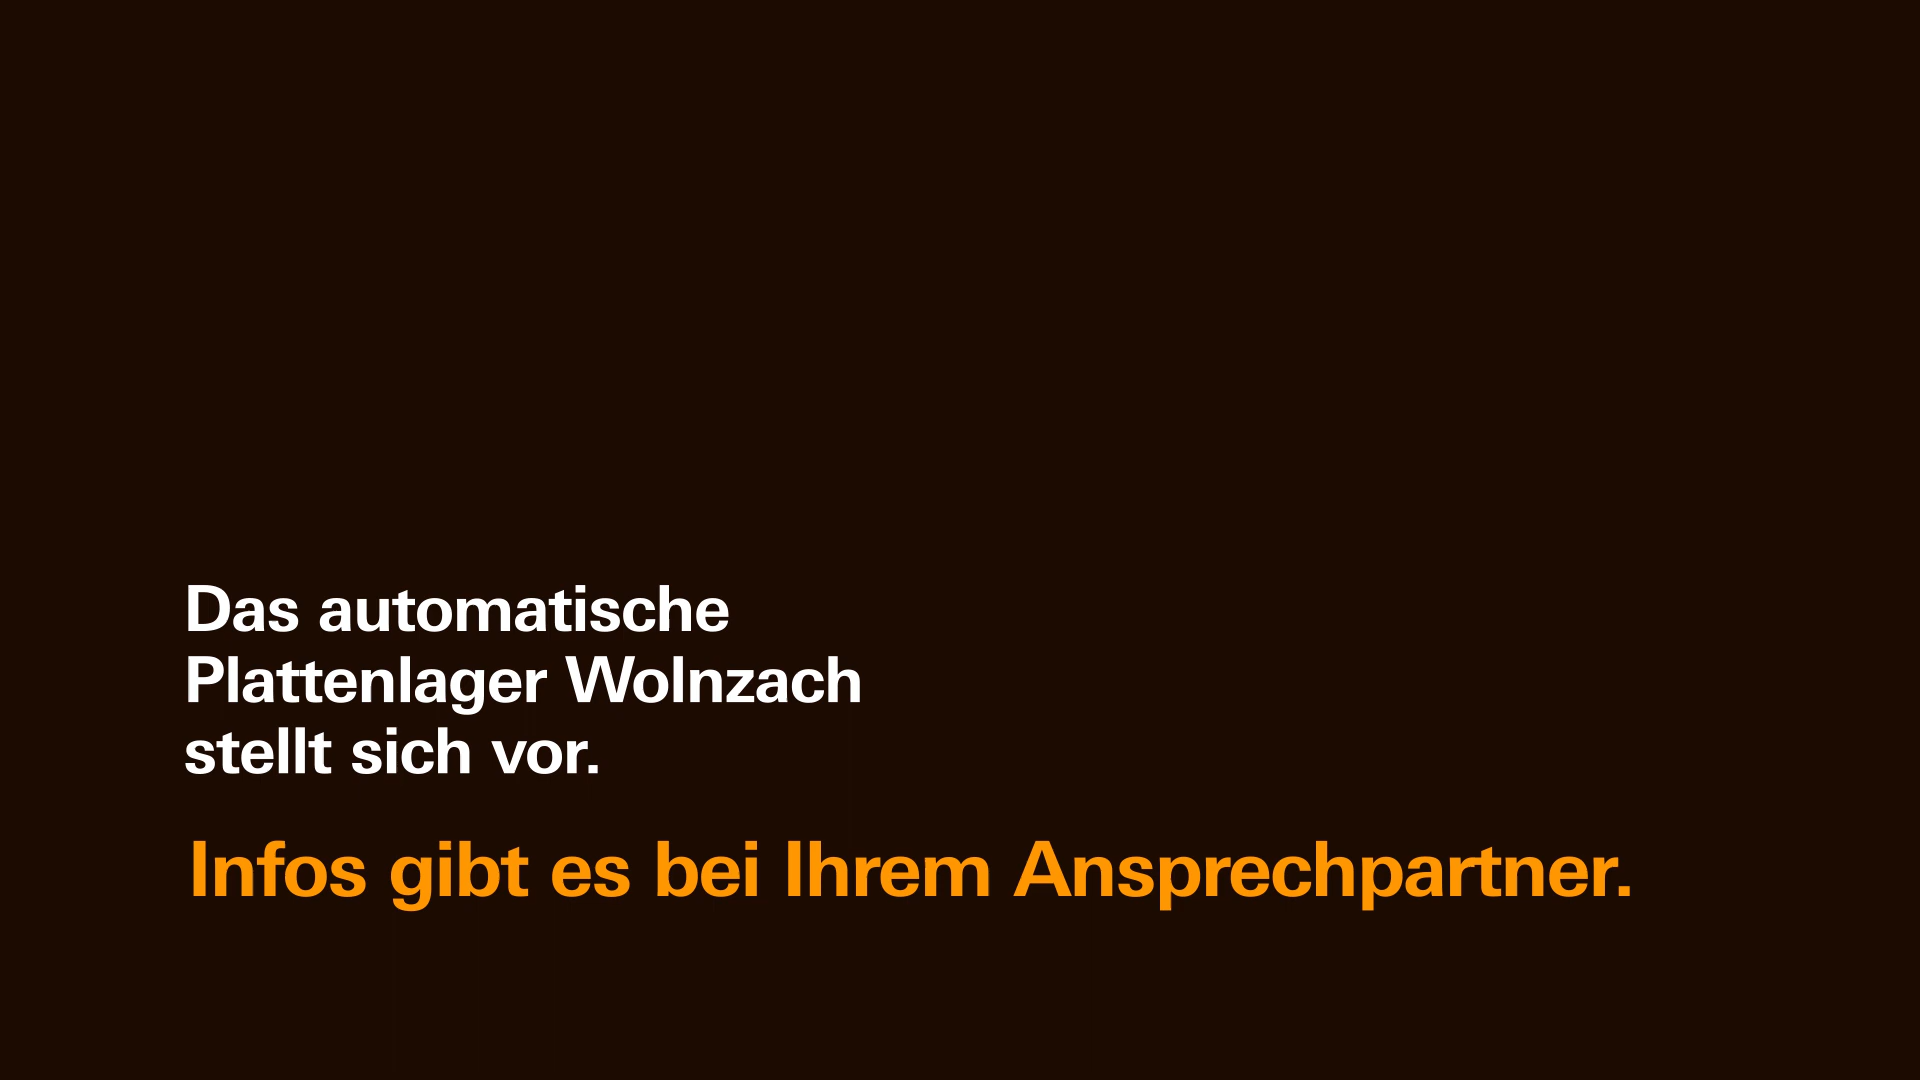 Das automatische
Plattenlager Wolnzach
stellt sich vor.
Infos gibt es bei Ihrem Ansprechpartner.